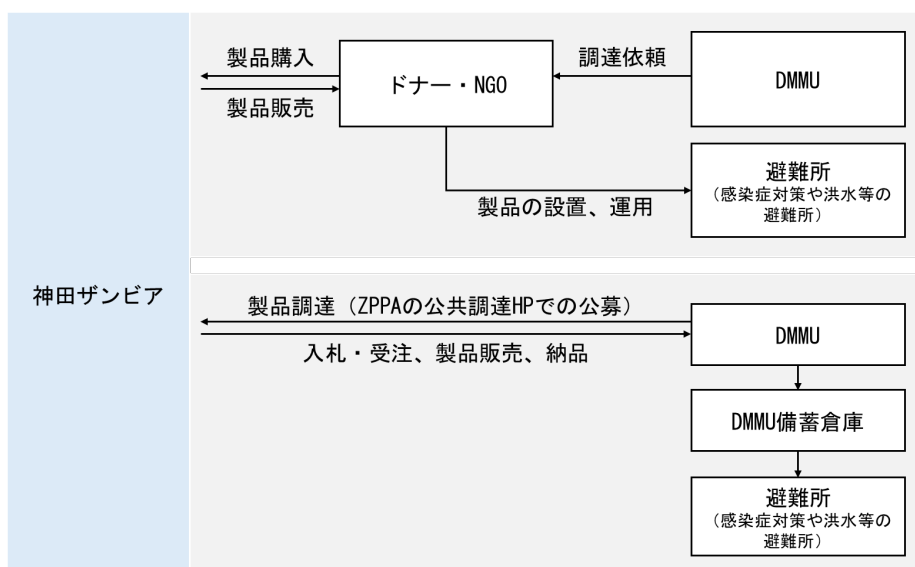 神田ザンビア
製品購入
製品販売
ドナー・NGO
調達依頼
DMMU
製品の設置、運用
避難所
（感染症対策や洪水等の
避難所）
製品調達（ZPPAの公共調達HPでの公募）
入札・受注、製品販売、納品
DMMU
DMMU備蓄倉庫
避難所
（感染症対策や洪水等の
避難所）